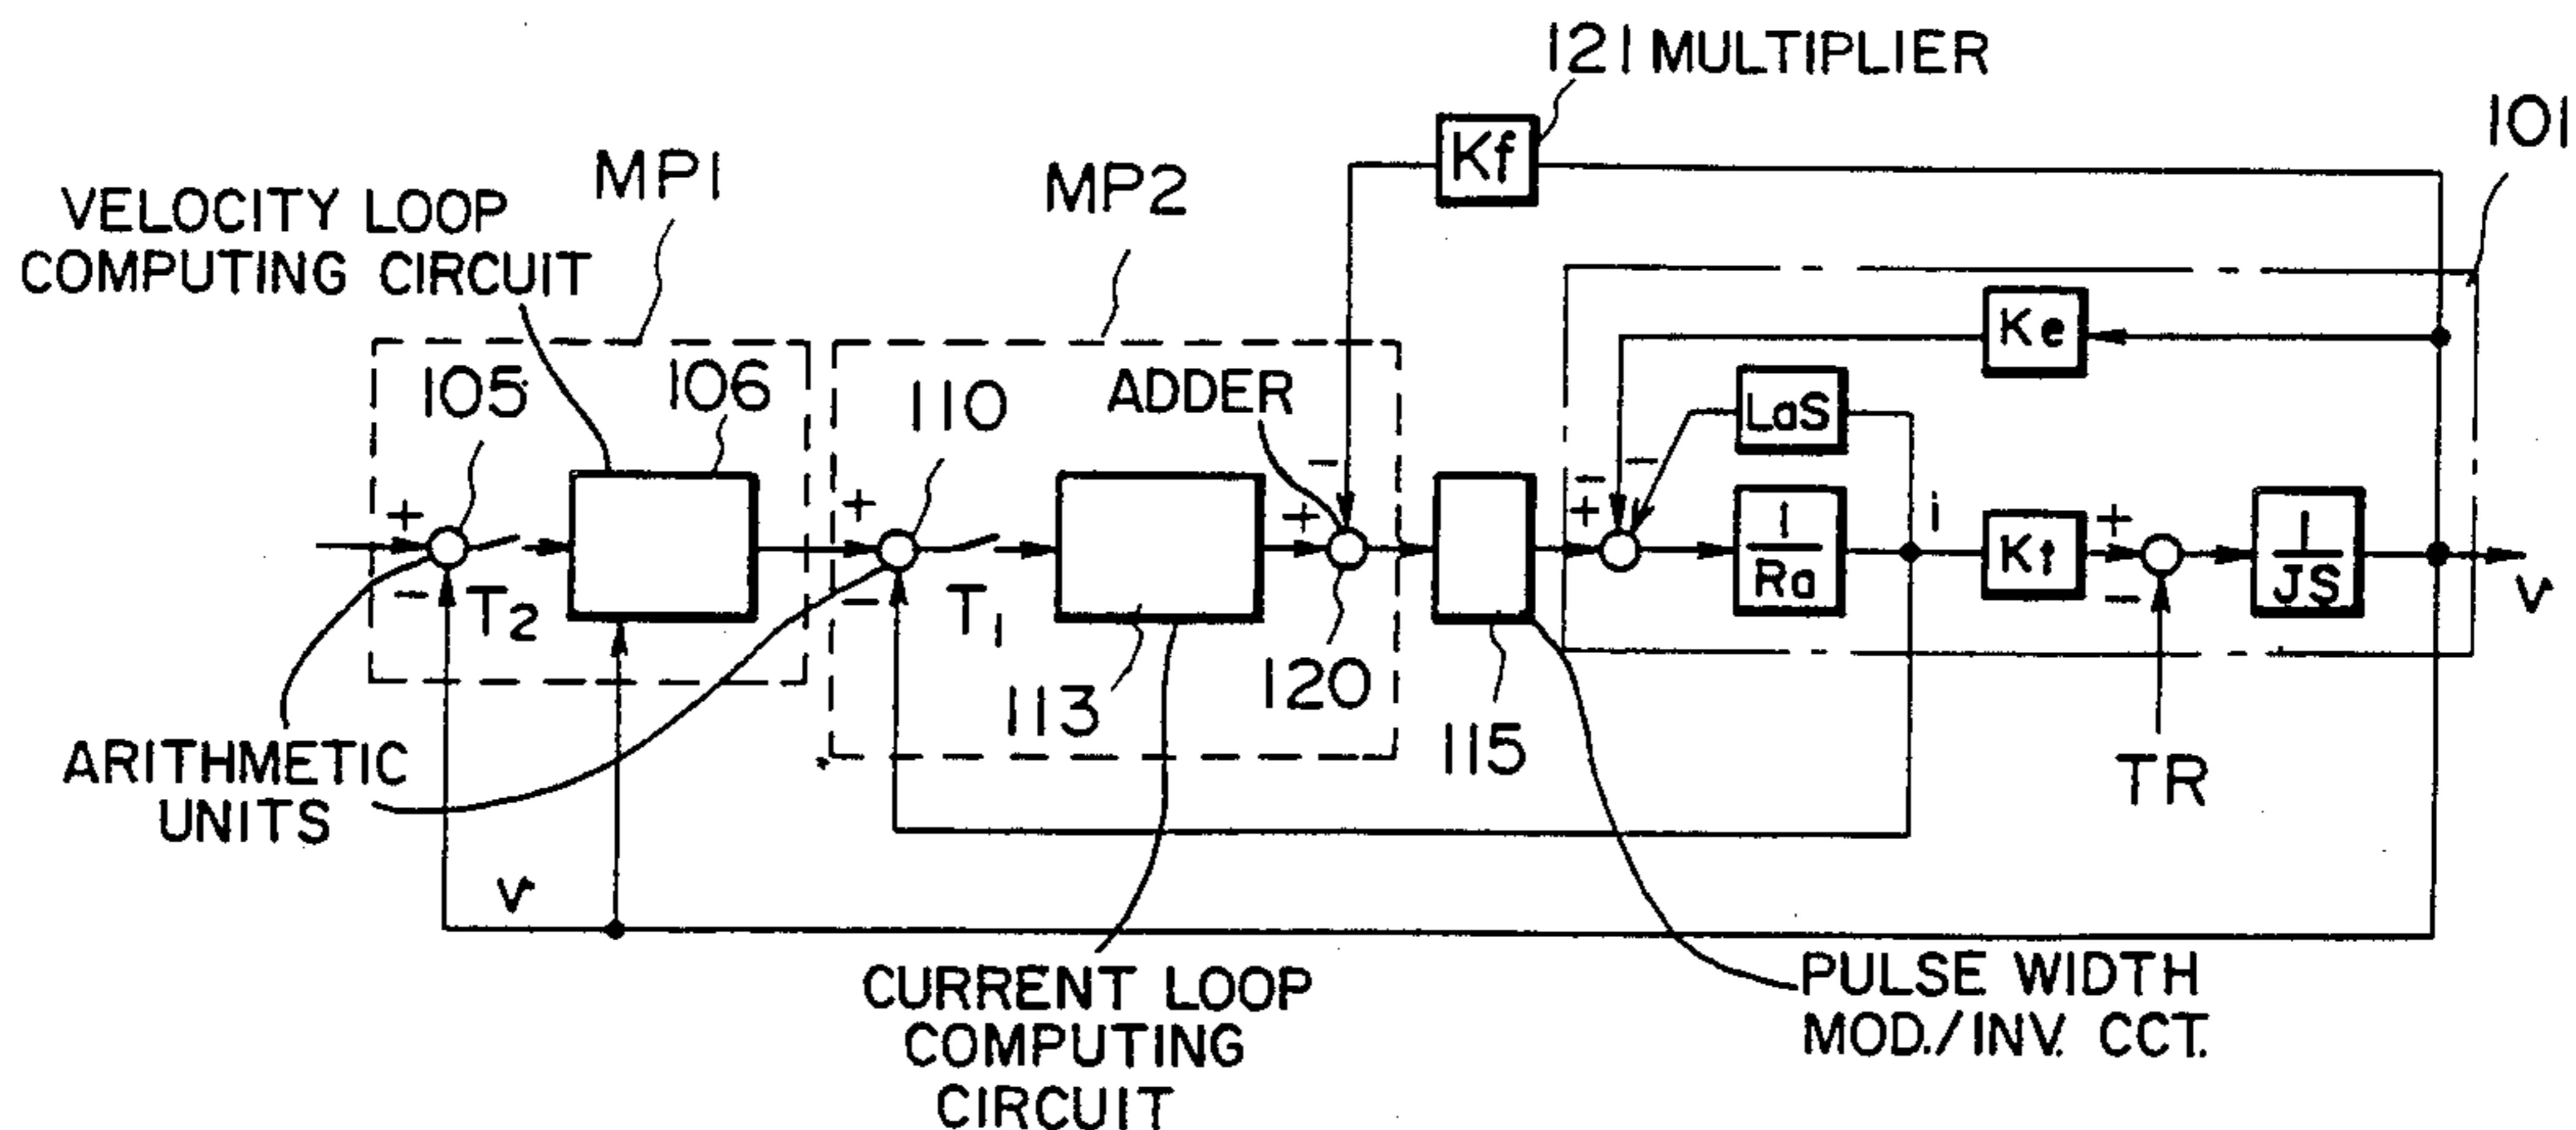 121 MULTIPLIER
Kf
101
MP1
MP2
VELOCITY LOOP
COMPUTING CIRCUIT
Ke
LaS
105
106
110
ADDER
+
-
T2
+
-
T1
+
-
+
-
-
1
Ra
i
Kt
+
-
1
JS
v
113
120
115
TR
ARITHMETIC
UNITS
v
CURRENT LOOP
COMPUTING
CIRCUIT
PULSE WIDTH
MOD./INV. CCT.